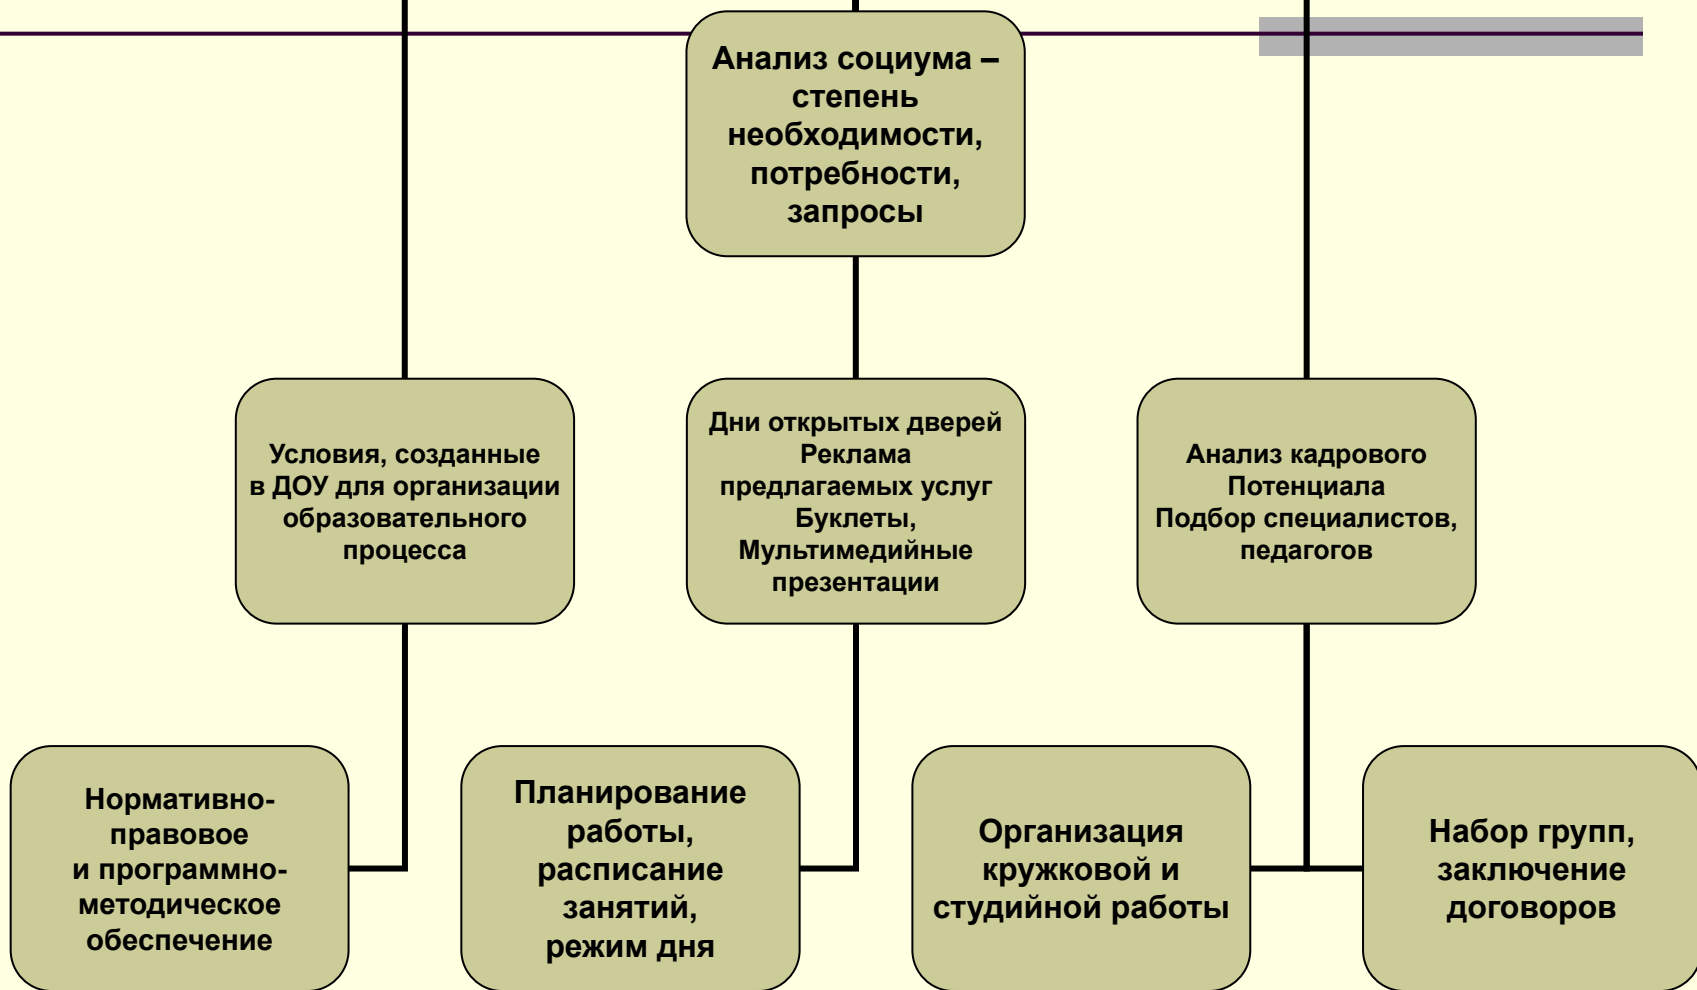 Анализ социума –
степень
необходимости,
потребности,
запросы
Условия, созданные
в ДОУ для организации
образовательного
процесса
Дни открытых дверей
Реклама
предлагаемых услуг
Буклеты,
Мультимедийные
презентации
Анализ кадрового
Потенциала
Подбор специалистов,
педагогов
Нормативно-
правовое
и программно-
методическое
обеспечение
Планирование
работы,
расписание
занятий,
режим дня
Организация
кружковой и
студийной работы
Набор групп,
заключение
договоров